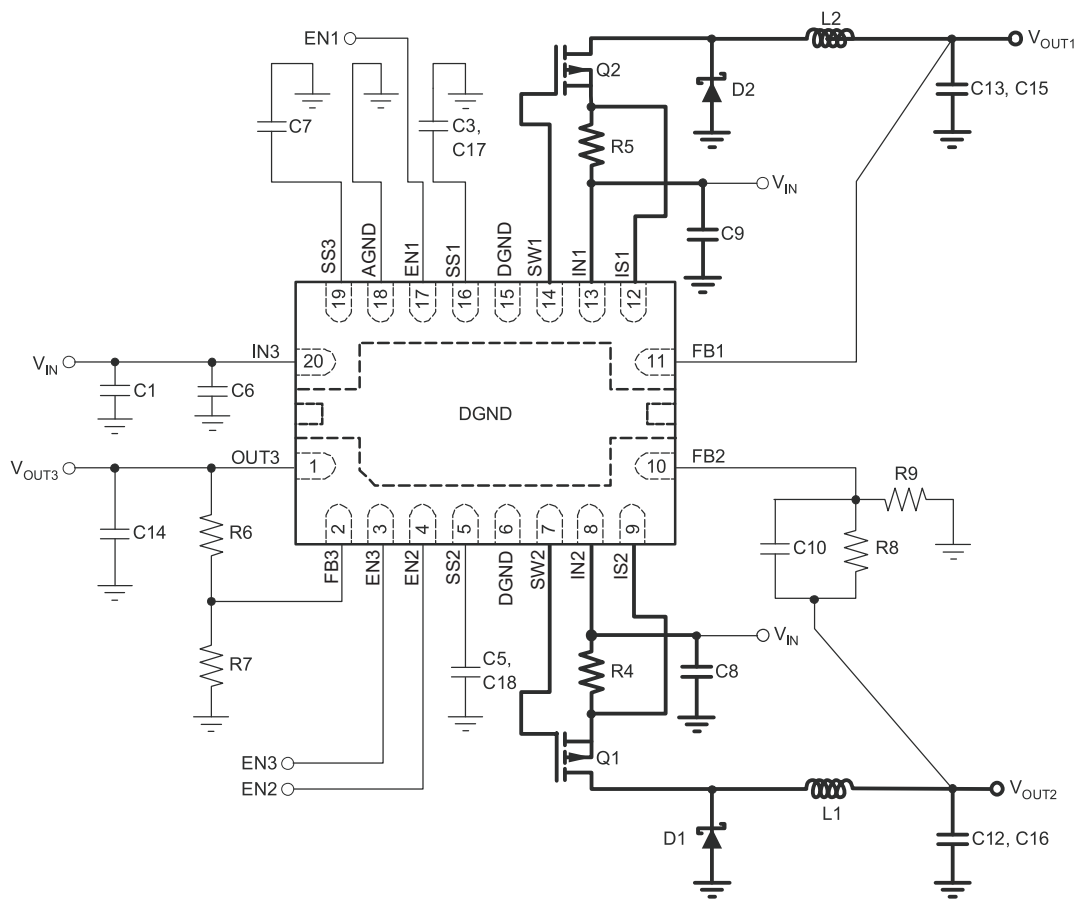 L2
EN1
VOUT1
Q2
D2
C13, C15
C7
C3,
C17
R5
VIN
C9
SS3
AGND
EN1
SS1
DGND
SW1
IN1
IS1
19
18
17
16
15
14
13
12
VIN
IN3
20
11
FB1
C1
C6
DGND
VOUT3
OUT3
1
10
FB2
R9
C14
R6
2
3
4
5
6
7
8
9
C10
R8
FB3
EN3
EN2
SS2
DGND
SW2
IN2
IS2
VIN
R7
C5,
C18
R4
C8
Q1
EN3
EN2
VOUT2
L1
D1
C12, C16